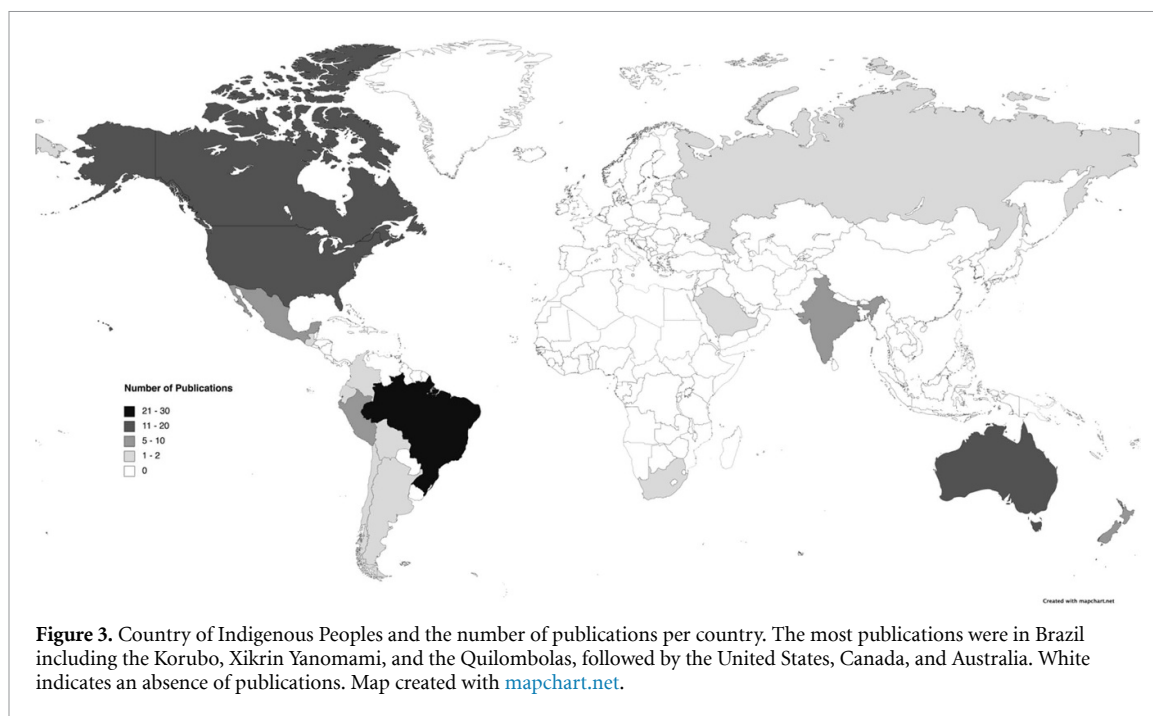 Number of Publications
21 - 30
11 - 20
5 - 10
1 - 2
0
Created with mapchart.net
Figure 3. Country of Indigenous Peoples and the number of publications per country. The most publications were in Brazil
including the Korubo, Xikrin Yanomami, and the Quilombolas, followed by the United States, Canada, and Australia. White
indicates an absence of publications. Map created with mapchart.net.